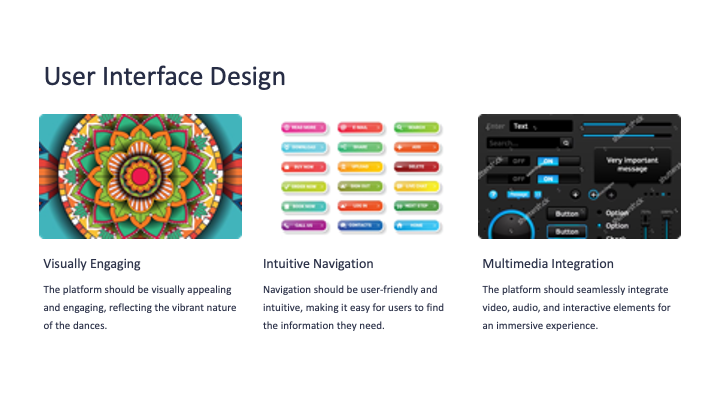 User Interface Design
READ MORE
E-MAIL
SEARCH
DOWNLOAD
SHARE
ADD
BUY NOW
UPLOAD
DELETE
ORDER NOW
SIGN OUT
BOOK NOW
LOG IN
NEXT STEP
CALL US
CONTACTS
HOME
Enter Text
Search...
OFF ON
OFF ON
Message
Very important
message
Button
Button
Option
Option
shutterstock
Visually Engaging
The platform should be visually appealing
and engaging, reflecting the vibrant nature
of the dances.
Intuitive Navigation
Navigation should be user-friendly and
intuitive, making it easy for users to find
the information they need.
Multimedia Integration
The platform should seamlessly integrate
video, audio, and interactive elements for
an immersive experience.